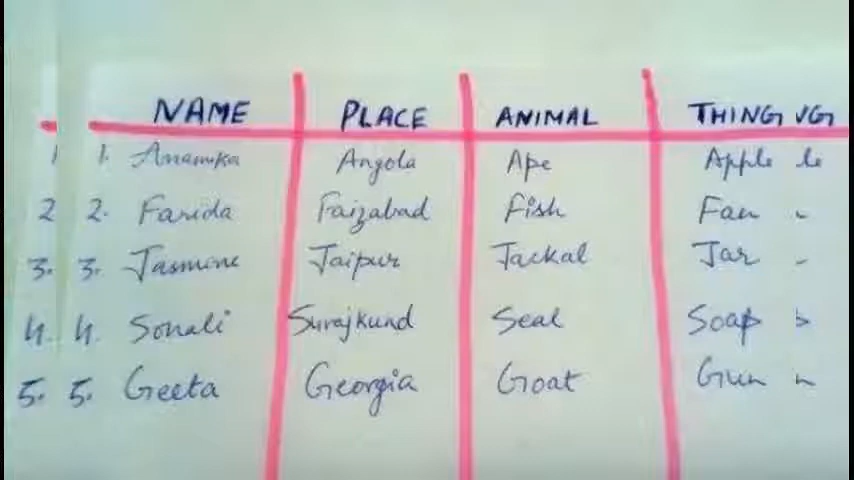 NAME PLACE ANIMAL THING
1. Anamika Angola Ape Apple
2. Farida Faizabad Fish Fan
3. Jasmine Jaipur Jackal Jar
4. Sonali Surajkund Seal Soap
5. Geeta Georgia Goat Gun